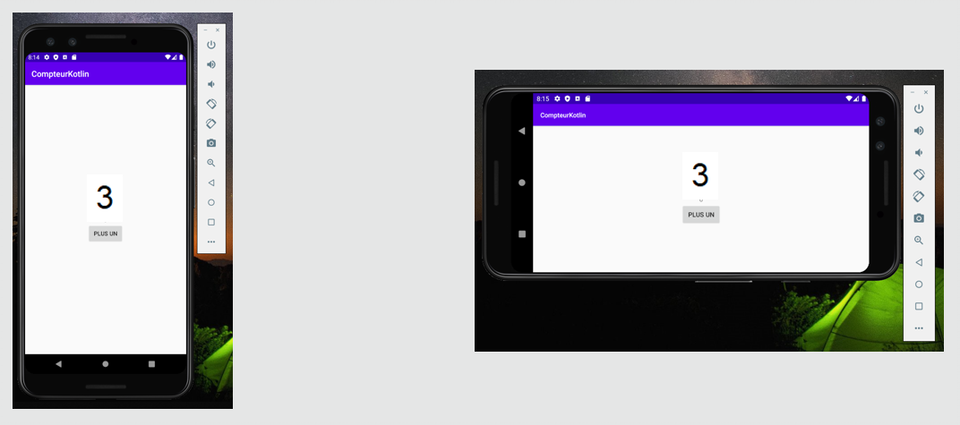 8:14
CompteurKotlin
3
PLUS UN
8:15
CompteurKotlin
3
PLUS UN